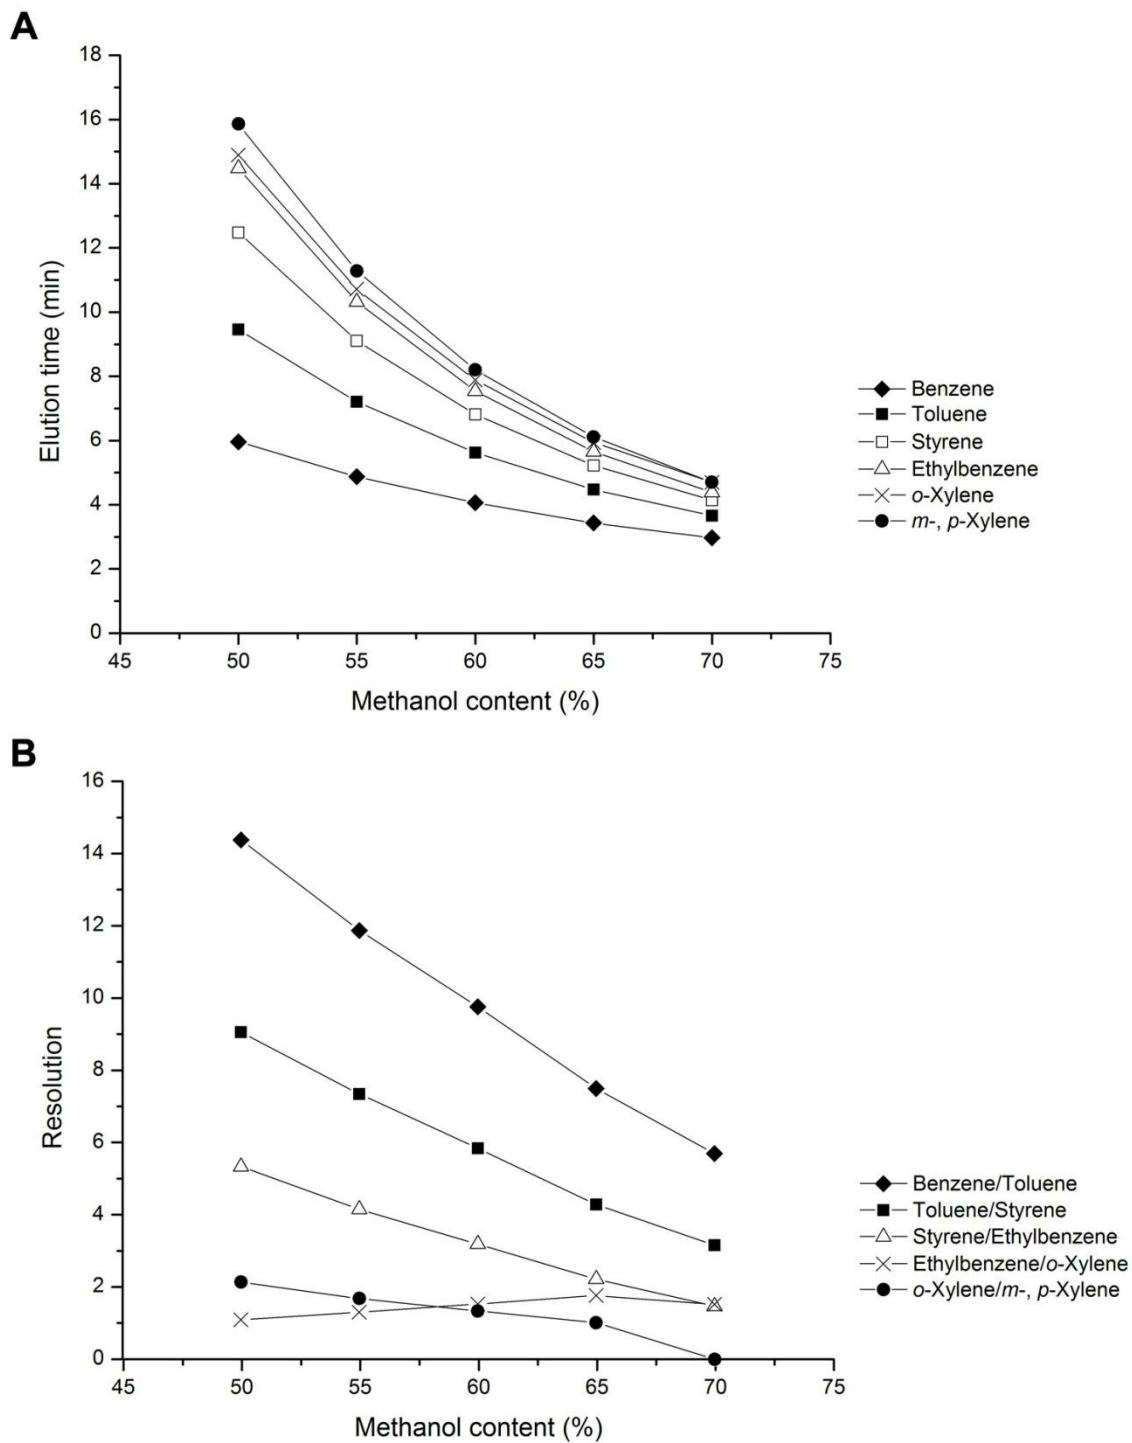 A
18
16
14
12
10
8
6
4
2
0
Elution time (min)
45 50 55 60 65 70 75
Methanol content (%)
Benzene
Toluene
Styrene
Ethylbenzene
o-Xylene
m-, p-Xylene
B
16
14
12
10
8
6
4
2
0
Resolution
45 50 55 60 65 70 75
Methanol content (%)
Benzene/Toluene
Toluene/Styrene
Styrene/Ethylbenzene
Ethylbenzene/o-Xylene
o-Xylene/m-, p-Xylene